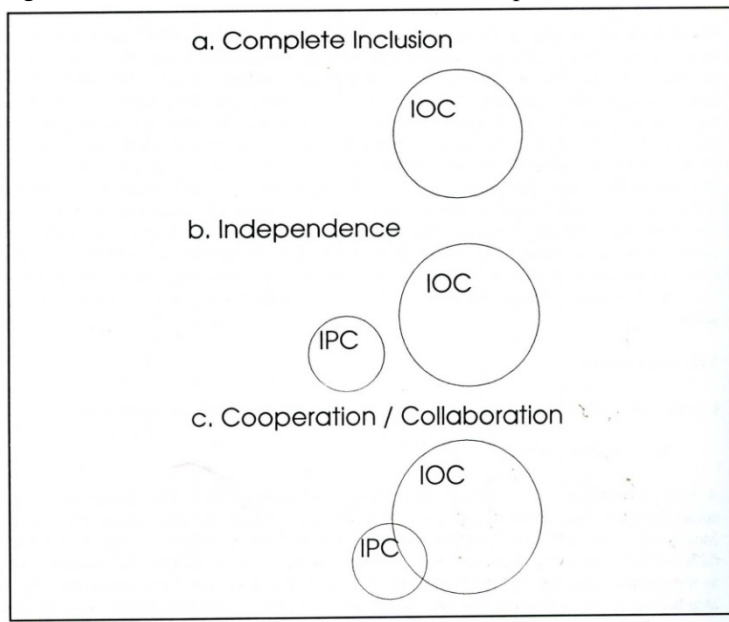 a. Complete Inclusion
IOC
b. Independence
IOC
IPC
c. Cooperation / Collaboration
IOC
IPC